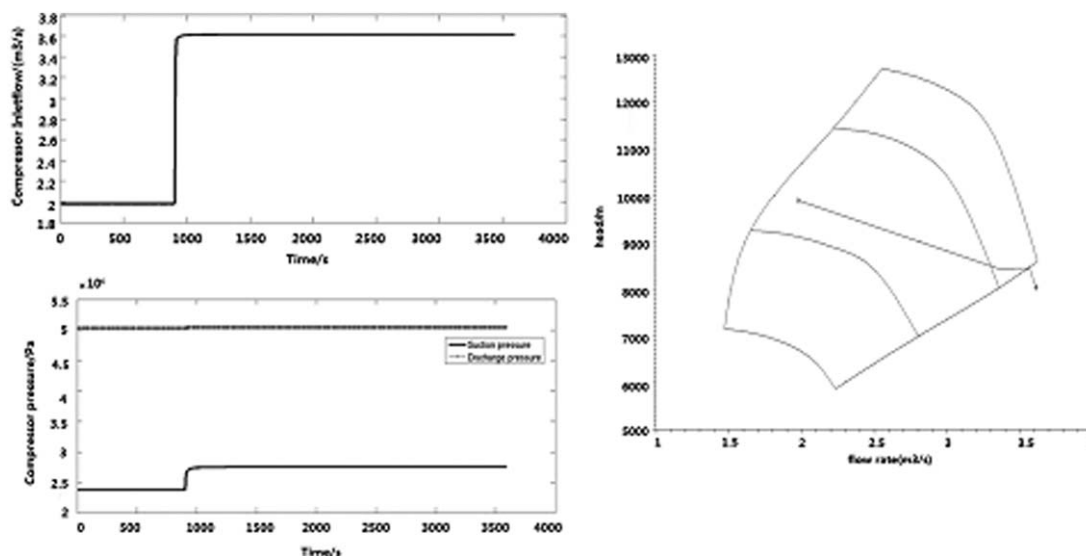 3.8
3.6
3.4
3.2
3
2.8
2.6
2.4
2.2
2
1.8
Compressor Inletflow/(m3/s)
0 500 1000 1500 2000 2500 3000 3500 4000
Time/s
5.5
5
4.5
4
3.5
3
2.5
2
Compressor pressure/Pa
Suction pressure
Discharge pressure
0 500 1000 1500 2000 2500 3000 3500 4000
Time/s
13000
12000
11000
10000
9000
8000
7000
6000
5000
head/m
1 1.5 2 2.5 3 3.5
flow rate(m3/s)